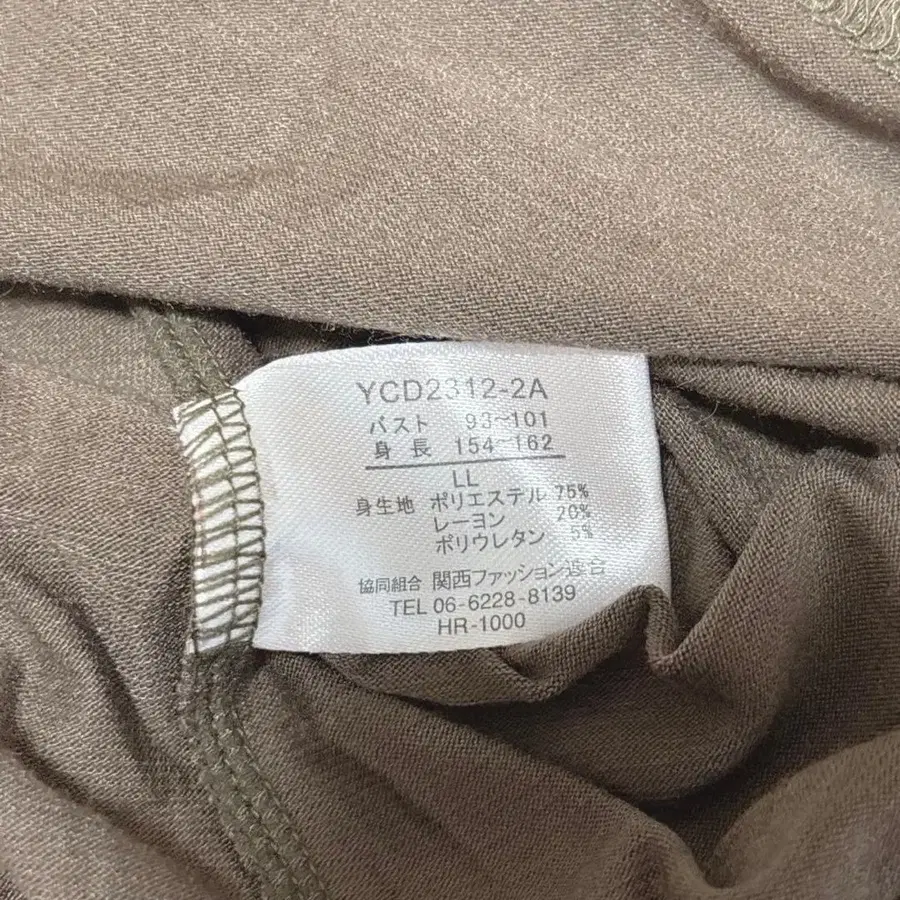 YCD2312-2A
バスト 93~101
身長 154~162
LL
身生地 ポリエステル 75%
レーヨン 20%
ポリウレタン 5%
協同組合 関西ファッション連合
TEL 06-6228-8139
HR-1000